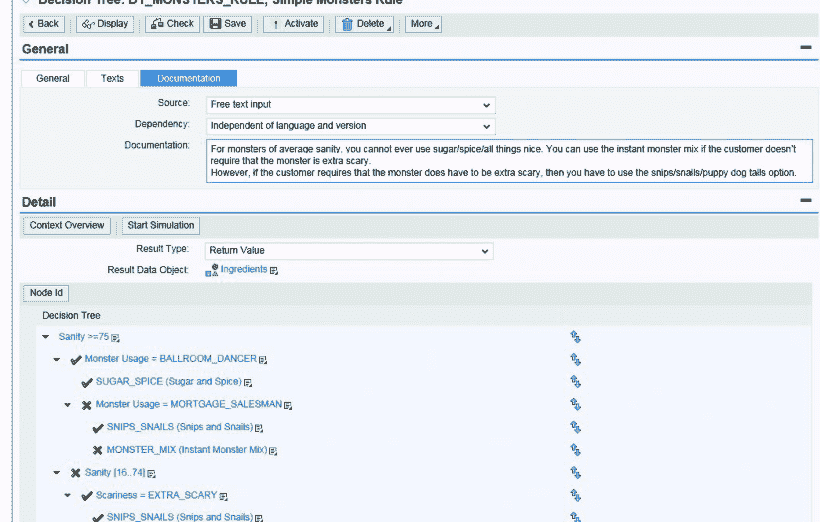 Decision Tree: DT_MONSTERS_RULE, Simple Monsters Rule
Back Display Check Save Activate Delete More
General
General Texts Documentation
Source: Free text input
Dependency: Independent of language and version
Documentation: For monsters of average sanity, you cannot ever use sugar/spice/all things nice. You can use the instant monster mix if the customer doesn't
require that the monster is extra scary.
However, if the customer requires that the monster does have to be extra scary, then you have to use the snips/snails/puppy dog tails option.
Detail
Context Overview Start Simulation
Result Type: Return Value
Result Data Object: Ingredients
Node Id
Decision Tree
Sanity >=75
Monster Usage = BALLROOM_DANCER
SUGAR_SPICE (Sugar and Spice)
Monster Usage = MORTGAGE_SALESMAN
SNIPS_SNAILS (Snips and Snails)
MONSTER_MIX (Instant Monster Mix)
Sanity [16..74]
Scariness = EXTRA_SCARY
SNIPS_SNAILS (Snips and Snails)